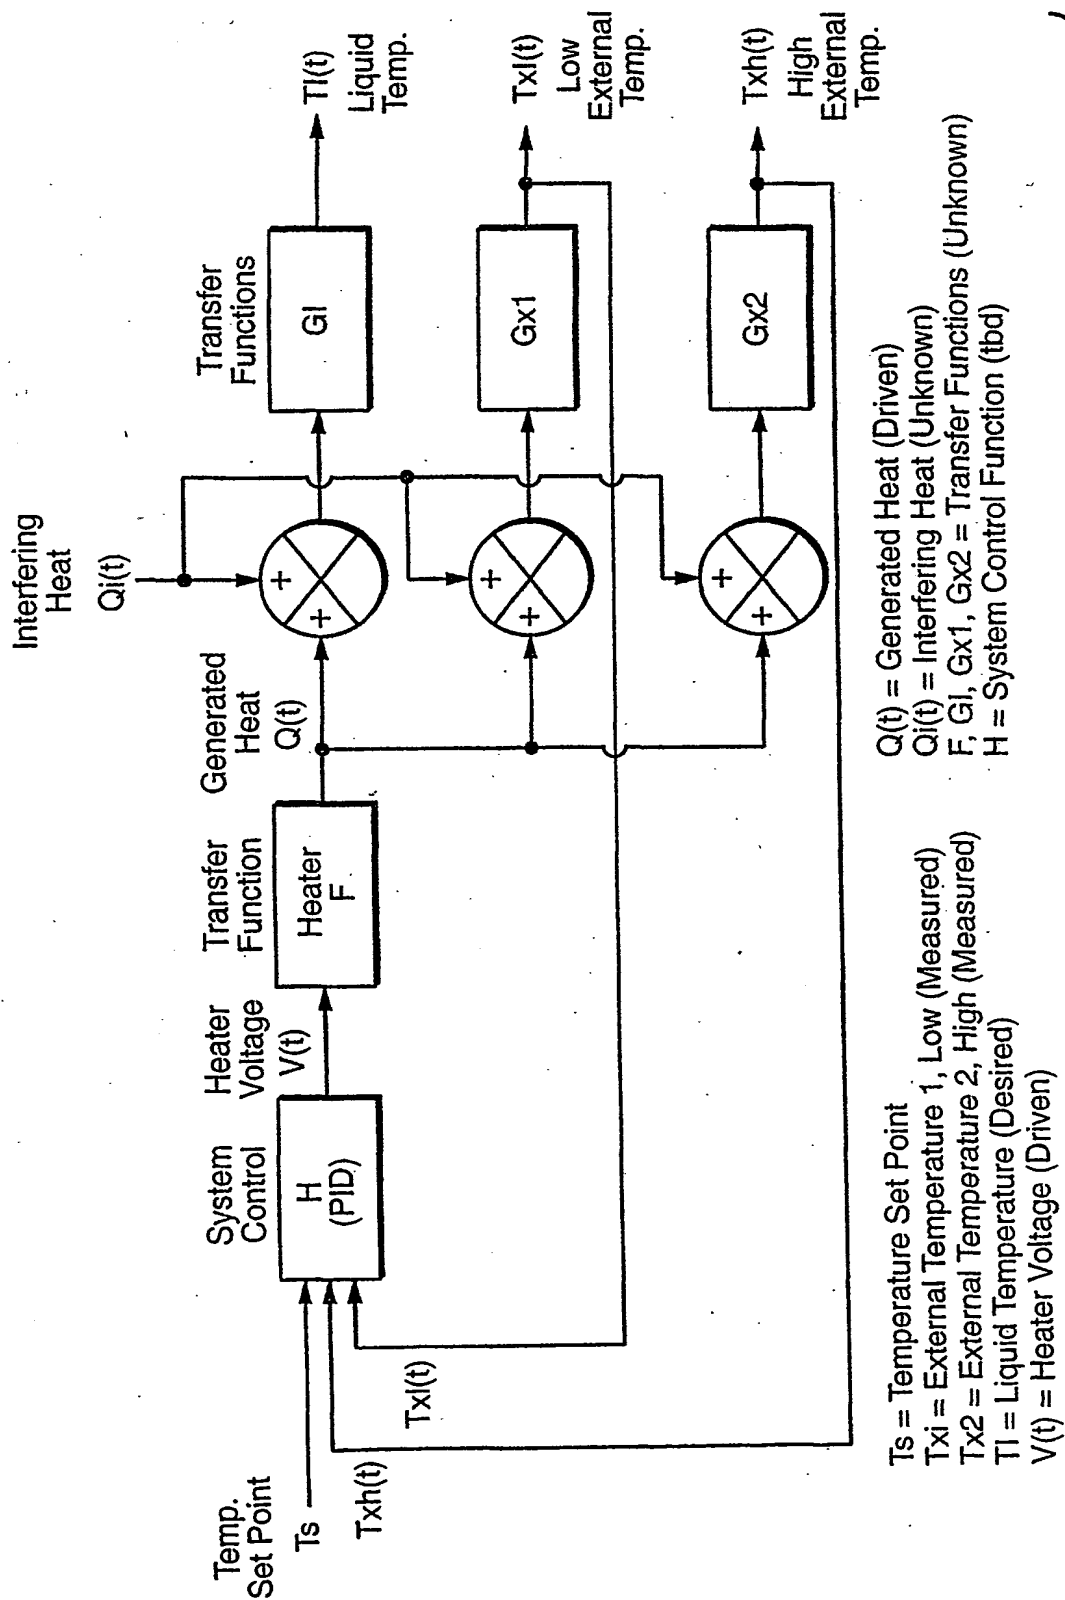 Interfering
Heat
Qi(t)
Temp.
Set Point
Ts
Txh(t)
Txl(t)
System
Control
H
(PID)
Heater
Voltage
V(t)
Transfer
Function
Heater
F
Generated
Heat
Q(t)
+
+
+
+
+
+
Transfer
Functions
Gl
Gx1
Gx2
Tl(t)
Liquid
Temp.
Txl(t)
Low
External
Temp.
Txh(t)
High
External
Temp.
Ts = Temperature Set Point
Txi = External Temperature 1, Low (Measured)
Tx2 = External Temperature 2, High (Measured)
Tl = Liquid Temperature (Desired)
V(t) = Heater Voltage (Driven)
Q(t) = Generated Heat (Driven)
Qi(t) = Interfering Heat (Unknown)
F, Gl, Gx1, Gx2 = Transfer Functions (Unknown)
H = System Control Function (tbd)